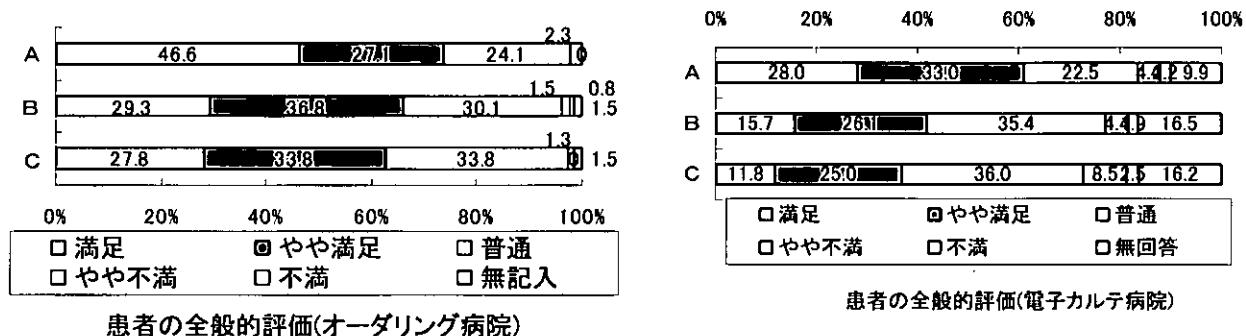 2.3
A 46.6 27.1 24.1 0
1.5 0.8
B 29.3 36.8 30.1 1.5
1.3
C 27.8 33.8 33.8 0 1.5
0% 20% 40% 60% 80% 100%
□満足 □やや満足 □普通
□やや不満 □不満 □無記入
患者の全般的評価(オーダリング病院)
0% 20% 40% 60% 80% 100%
A 28.0 33.0 22.5 9.9
B 15.7 26.1 35.4 16.5
C 11.8 25.0 36.0 8.5 2.5 16.2
□満足 □やや満足 □普通
□やや不満 □不満 □無回答
患者の全般的評価(電子カルテ病院)